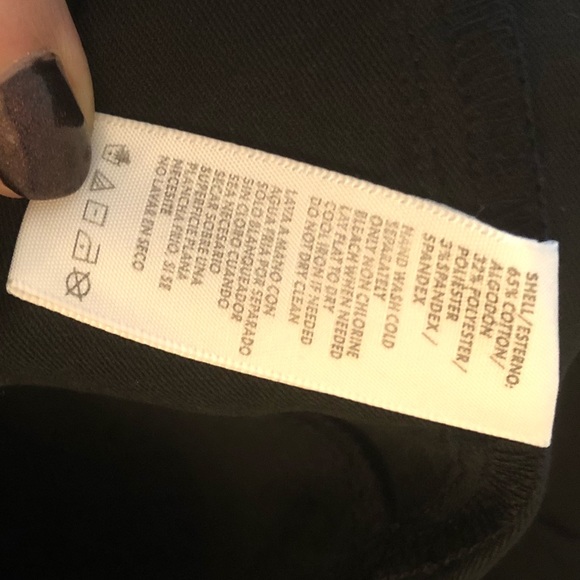 SHELL/ESTERNO:
65% COTTON/
ALGODON
32% POLYESTER/
POLIESTER
3% SPANDEX/
SPANDEX
HAND WASH COLD
SEPARATELY
ONLY NON CHLORINE
BLEACH WHEN NEEDED
LAY FLAT TO DRY
COOL IRON IF NEEDED
DO NOT DRY CLEAN
LAVA A MANO CON
AGUA FRIA POR SEPARADO
SOLO BLANQUEADOR
SIN CLORO CUANDO
SEA NECESARIO
SECAR SOBRE UNA
SUPERFICE PLANA
PLANCHA FRIO, SI SE
NECESITE
NO LAVAR EN SECO